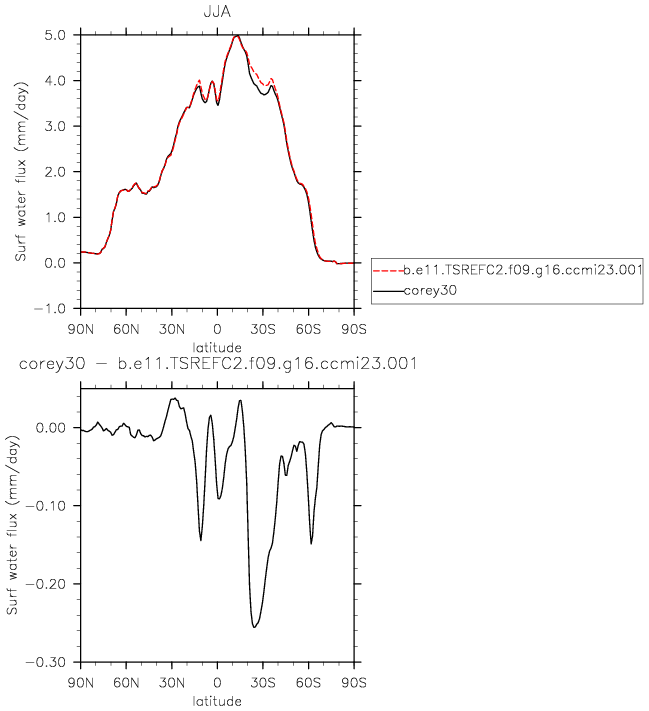 JJA
5.0
4.0
3.0
2.0
1.0
0.0
−1.0
Surf water flux (mm/day)
90N 60N 30N 0 30S 60S 90S
latitude
b.e11.TSREFC2.f09.g16.ccmi23.001
corey30
corey30 − b.e11.TSREFC2.f09.g16.ccmi23.001
0.00
−0.10
−0.20
−0.30
Surf water flux (mm/day)
90N 60N 30N 0 30S 60S 90S
latitude